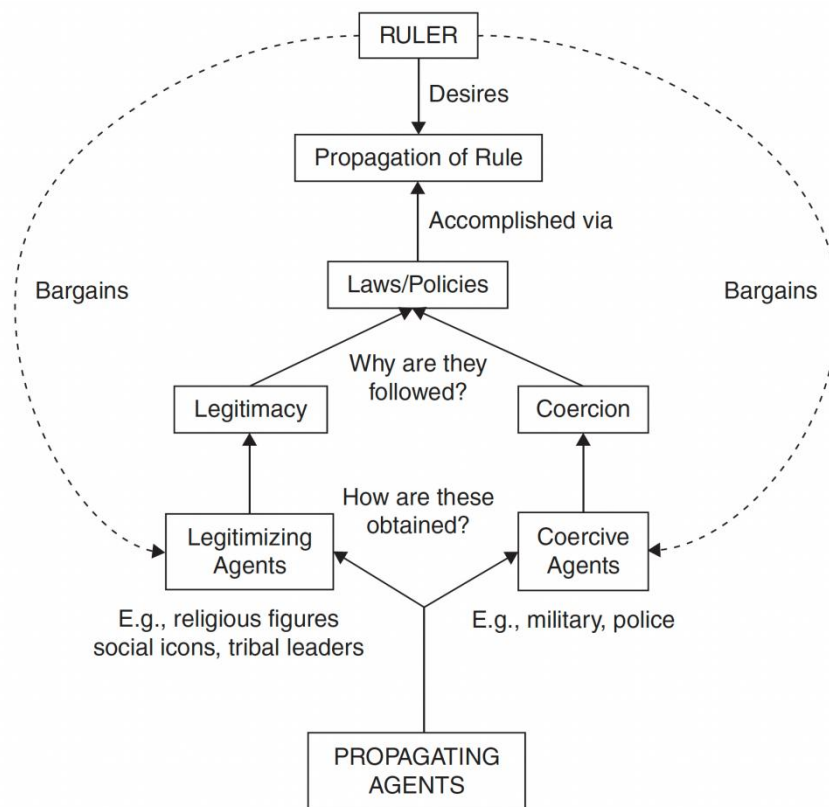 RULER
Desires
Propagation of Rule
Accomplished via
Laws/Policies
Bargains
Bargains
Why are they
followed?
Legitimacy
Coercion
How are these
obtained?
Legitimizing
Agents
Coercive
Agents
E.g., religious figures
social icons, tribal leaders
E.g., military, police
PROPAGATING
AGENTS